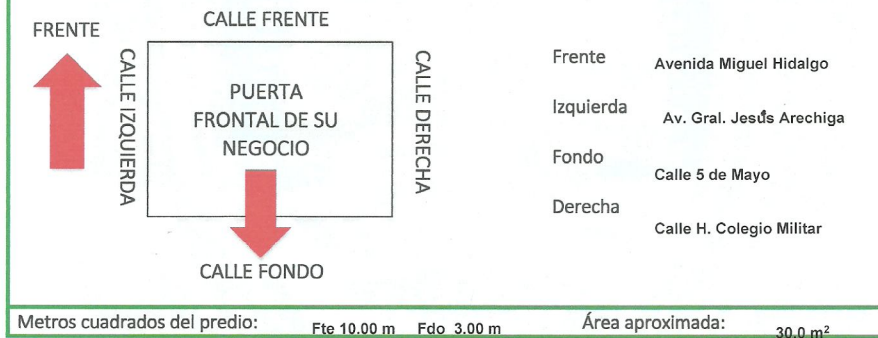 CALLE FRENTE
FRENTE
CALLE IZQUIERDA
PUERTA
FRONTAL DE SU
NEGOCIO
CALLE DERECHA
CALLE FONDO
Frente Avenida Miguel Hidalgo
Izquierda Av. Gral. Jesús Arechiga
Fondo Calle 5 de Mayo
Derecha Calle H. Colegio Militar
Metros cuadrados del predio: Fte 10.00 m Fdo 3.00 m Área aproximada: 30.0 m²